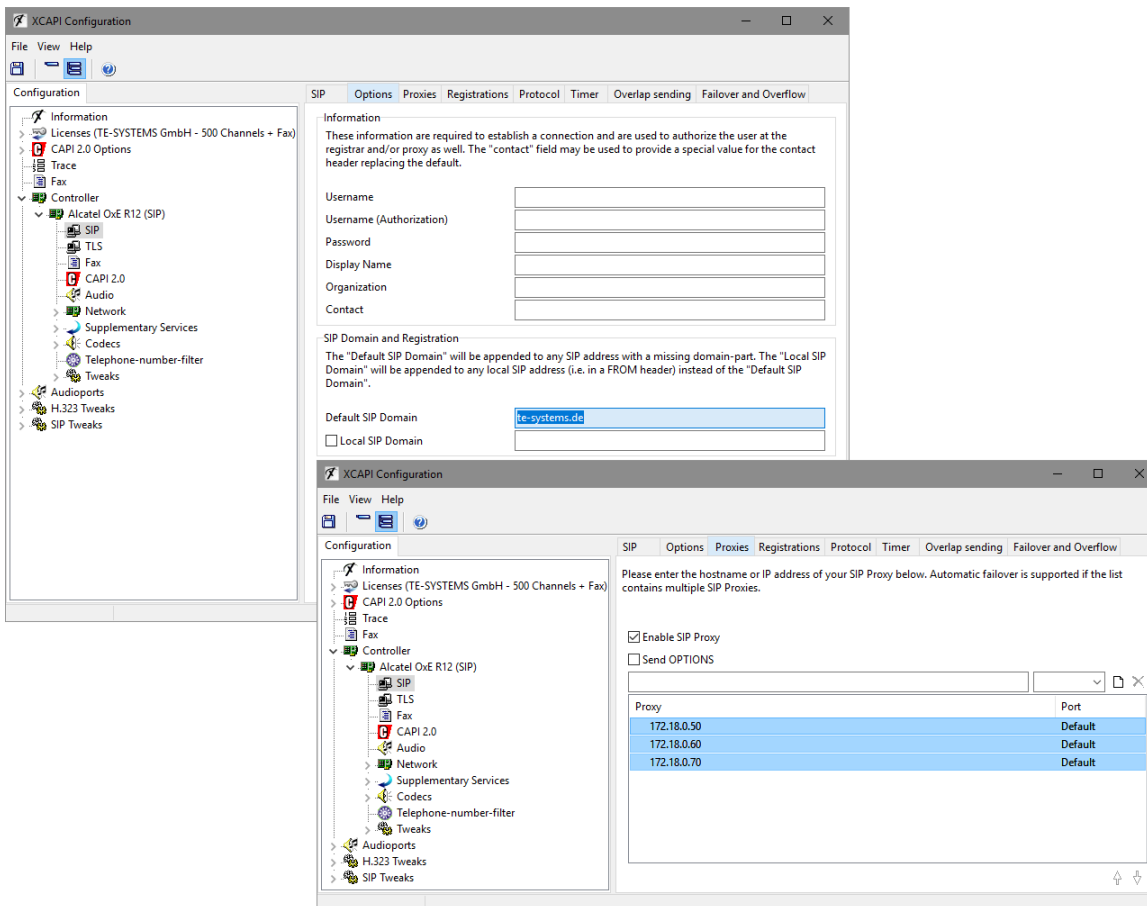 XCAPI Configuration
File View Help
Configuration
Information
Licenses (TE-SYSTEMS GmbH - 500 Channels + Fax)
CAPI 2.0 Options
Trace
Fax
Controller
Alcatel OxE R12 (SIP)
SIP
TLS
Fax
CAPI 2.0
Audio
Network
Supplementary Services
Codecs
Telephone-number-filter
Tweaks
Audioports
H.323 Tweaks
SIP Tweaks
SIP Options Proxies Registrations Protocol Timer Overlap sending Failover and Overflow
Information
These information are required to establish a connection and are used to authorize the user at the
registrar and/or proxy as well. The "contact" field may be used to provide a special value for the contact
header replacing the default.
Username
Username (Authorization)
Password
Display Name
Organization
Contact
SIP Domain and Registration
The "Default SIP Domain" will be appended to any SIP address with a missing domain-part. The "Local SIP
Domain" will be appended to any local SIP address (i.e. in a FROM header) instead of the "Default SIP
Domain".
Default SIP Domain te-systems.de
Local SIP Domain
XCAPI Configuration
File View Help
Configuration
Information
Licenses (TE-SYSTEMS GmbH - 500 Channels + Fax)
CAPI 2.0 Options
Trace
Fax
Controller
Alcatel OxE R12 (SIP)
SIP
TLS
Fax
CAPI 2.0
Audio
Network
Supplementary Services
Codecs
Telephone-number-filter
Tweaks
Audioports
H.323 Tweaks
SIP Tweaks
SIP Options Proxies Registrations Protocol Timer Overlap sending Failover and Overflow
Please enter the hostname or IP address of your SIP Proxy below. Automatic failover is supported if the list
contains multiple SIP Proxies.
Enable SIP Proxy
Send OPTIONS
Proxy Port
172.18.0.50 Default
172.18.0.60 Default
172.18.0.70 Default